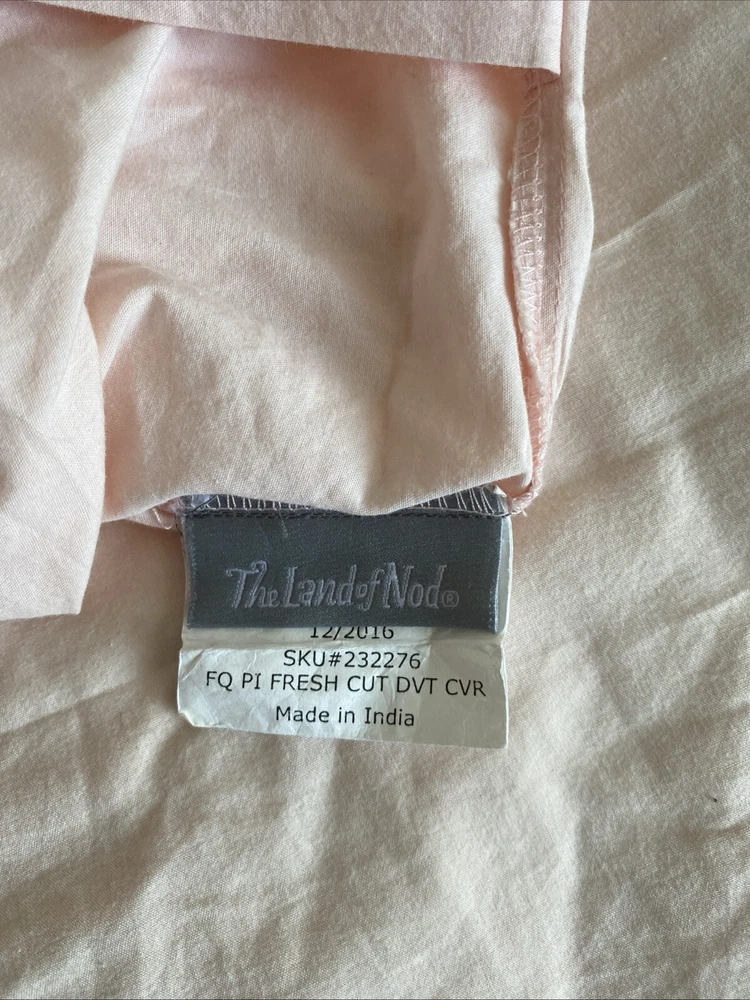 The Land of Nod®
12/2016
SKU#232276
FQ PI FRESH CUT DVT CVR
Made in India